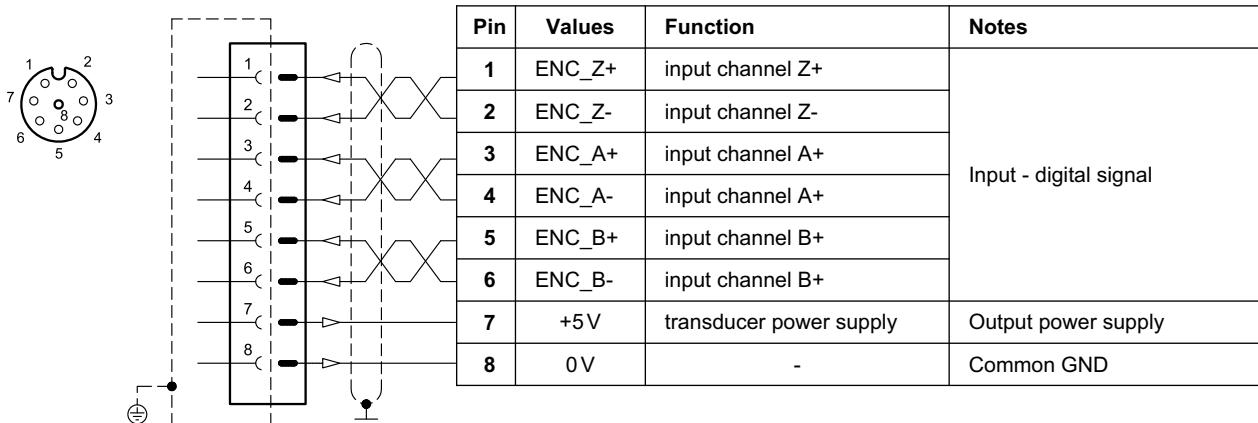 Pin Values Function Notes
1 ENC_Z+ input channel Z+
2 ENC_Z- input channel Z-
3 ENC_A+ input channel A+
4 ENC_A- input channel A+
Input - digital signal
5 ENC_B+ input channel B+
6 ENC_B- input channel B+
7 +5V transducer power supply Output power supply
8 0V - Common GND
1 2
7 8 3
6 4
5
1
2
3
4
5
6
7
8